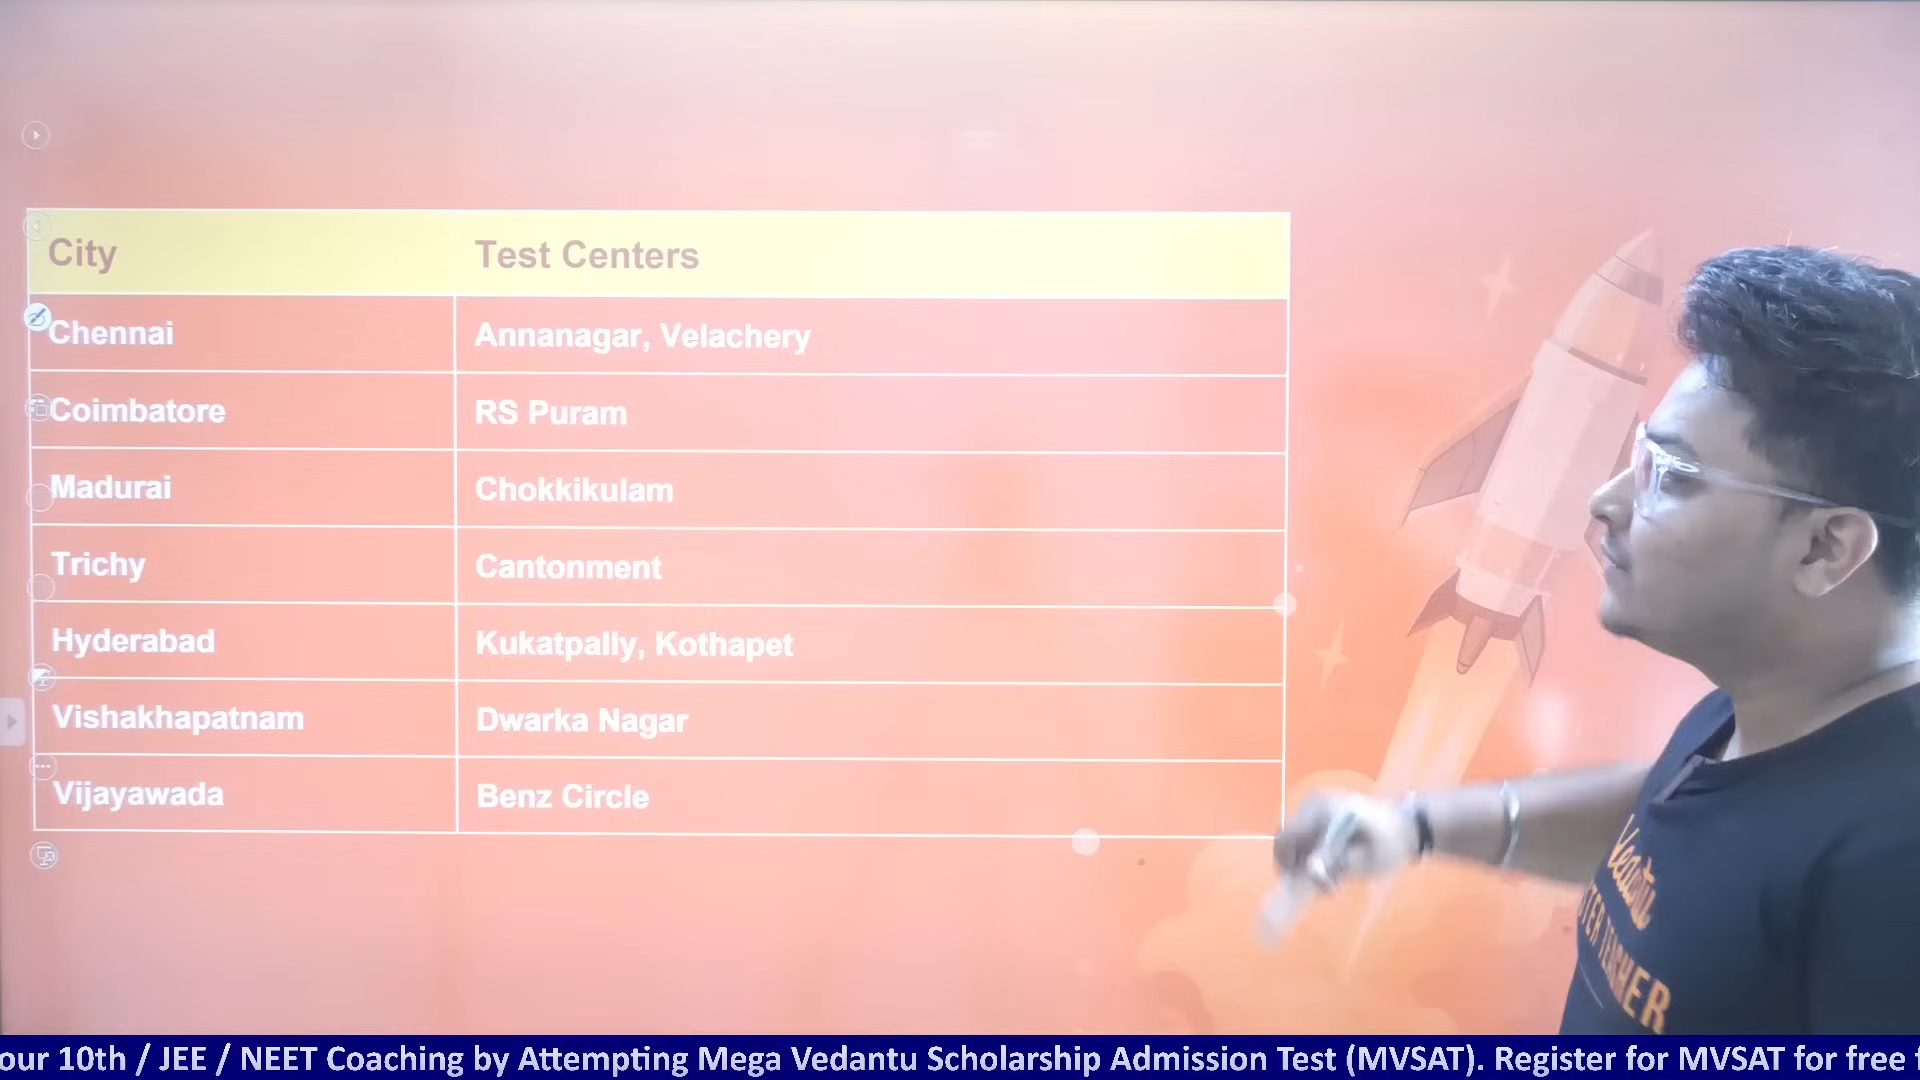 City Test Centers
Chennai Annanagar, Velachery
Coimbatore RS Puram
Madurai Chokkikulam
Trichy Cantonment
Hyderabad Kukatpally, Kothapet
Vishakhapatnam Dwarka Nagar
Vijayawada Benz Circle
Vedantu
TEACHER
our 10th / JEE / NEET Coaching by Attempting Mega Vedantu Scholarship Admission Test (MVSAT). Register for MVSAT for free